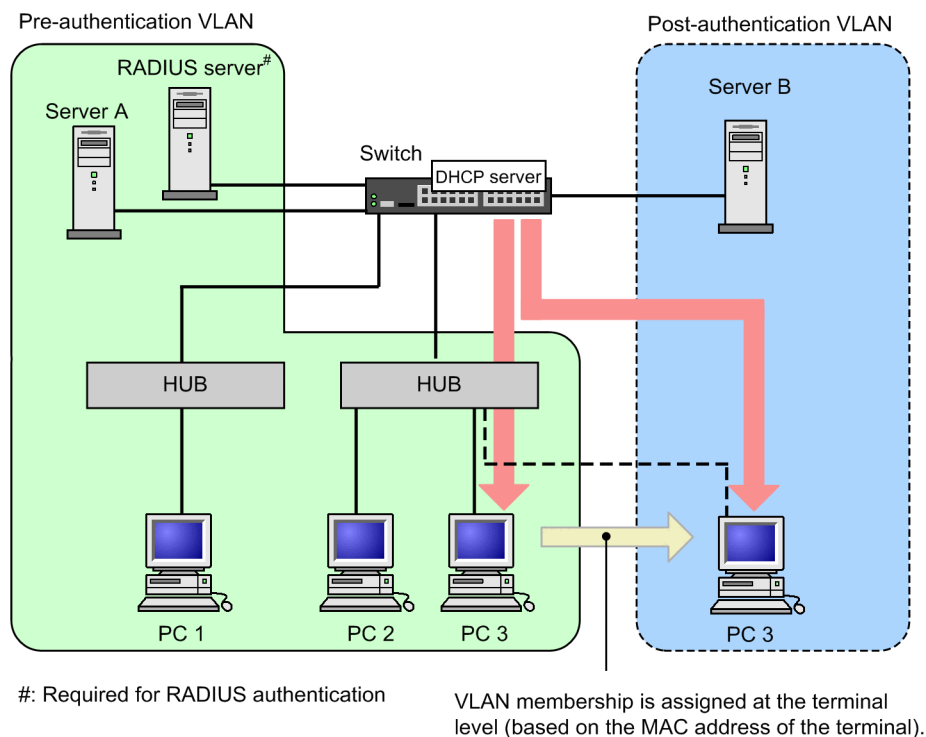 Pre-authentication VLAN
Post-authentication VLAN
RADIUS server#
Server A
Server B
Switch
DHCP server
HUB
HUB
PC 1
PC 2
PC 3
PC 3
#: Required for RADIUS authentication
VLAN membership is assigned at the terminal
level (based on the MAC address of the terminal).